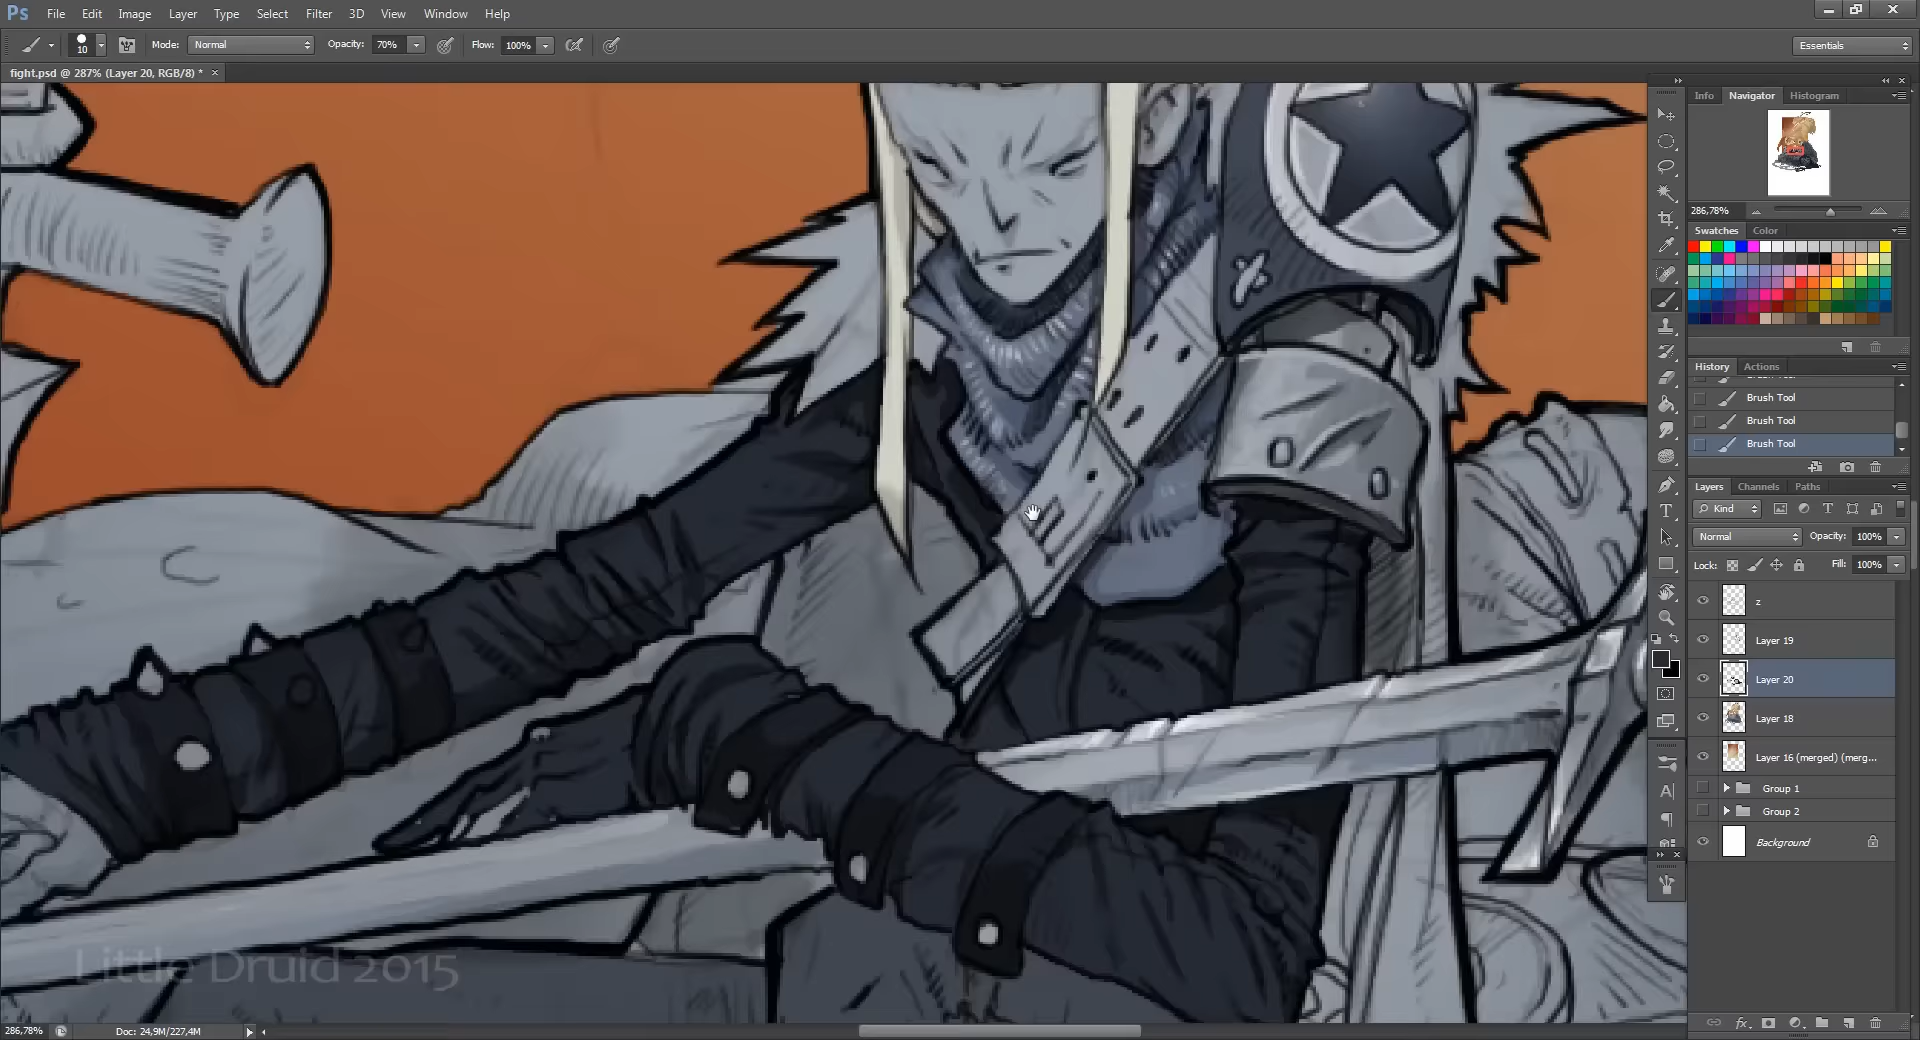 Ps File Edit Image Layer Type Select Filter 3D View Window Help
10 Mode: Normal Opacity: 70% Flow: 100% Essentials
fight.psd @ 287% (Layer 20, RGB/8) * ×
Info Navigator Histogram
286,78%
Swatches Color
History Actions
Brush Tool
Brush Tool
Brush Tool
Layers Channels Paths
Kind
Normal Opacity: 100%
Lock: Fill: 100%
z
Layer 19
Layer 20
Layer 18
Layer 16 (merged) (merg...
Group 1
Group 2
Background
Little Druid 2015
286,78% Doc: 24,9M/227,4M